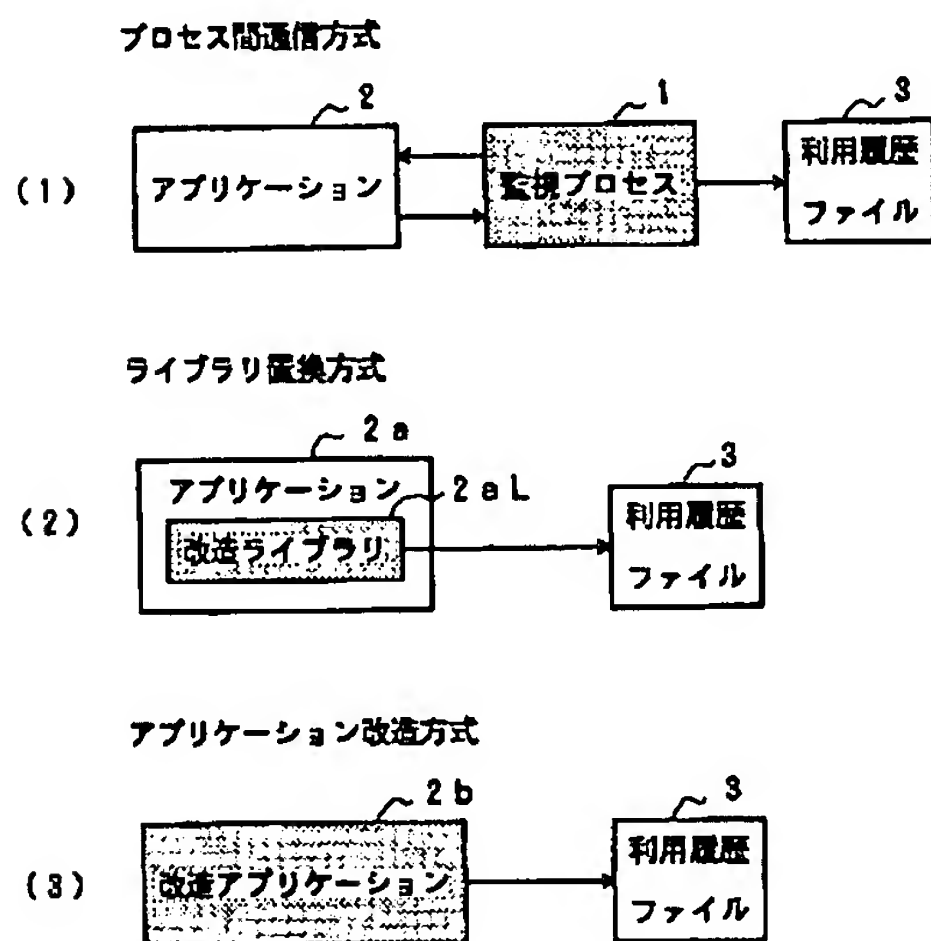 プロセス間通信方式
2
1
3
(1)
アプリケーション
監視プロセス
利用履歴
ファイル
ライブラリ置換方式
2a
3
(2)
アプリケーション
2aL
改造ライブラリ
利用履歴
ファイル
アプリケーション改造方式
2b
3
(3)
改造アプリケーション
利用履歴
ファイル